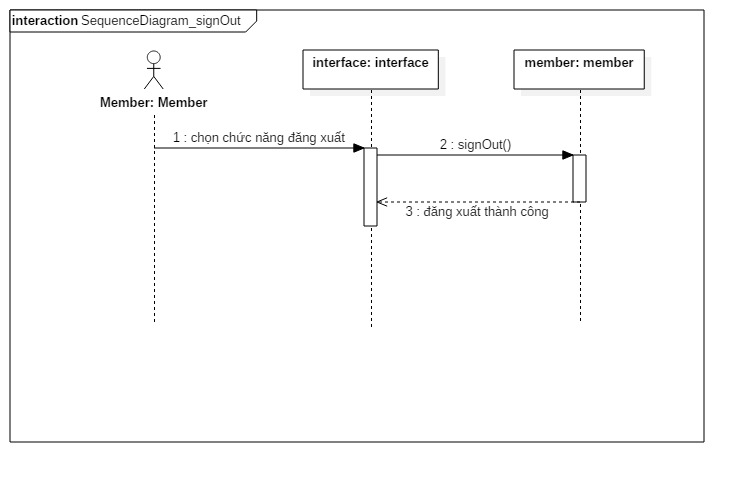 interaction SequenceDiagram_signOut
interface: interface
member: member
Member: Member
1 : chọn chức năng đăng xuất
2 : signOut()
3 : đăng xuất thành công